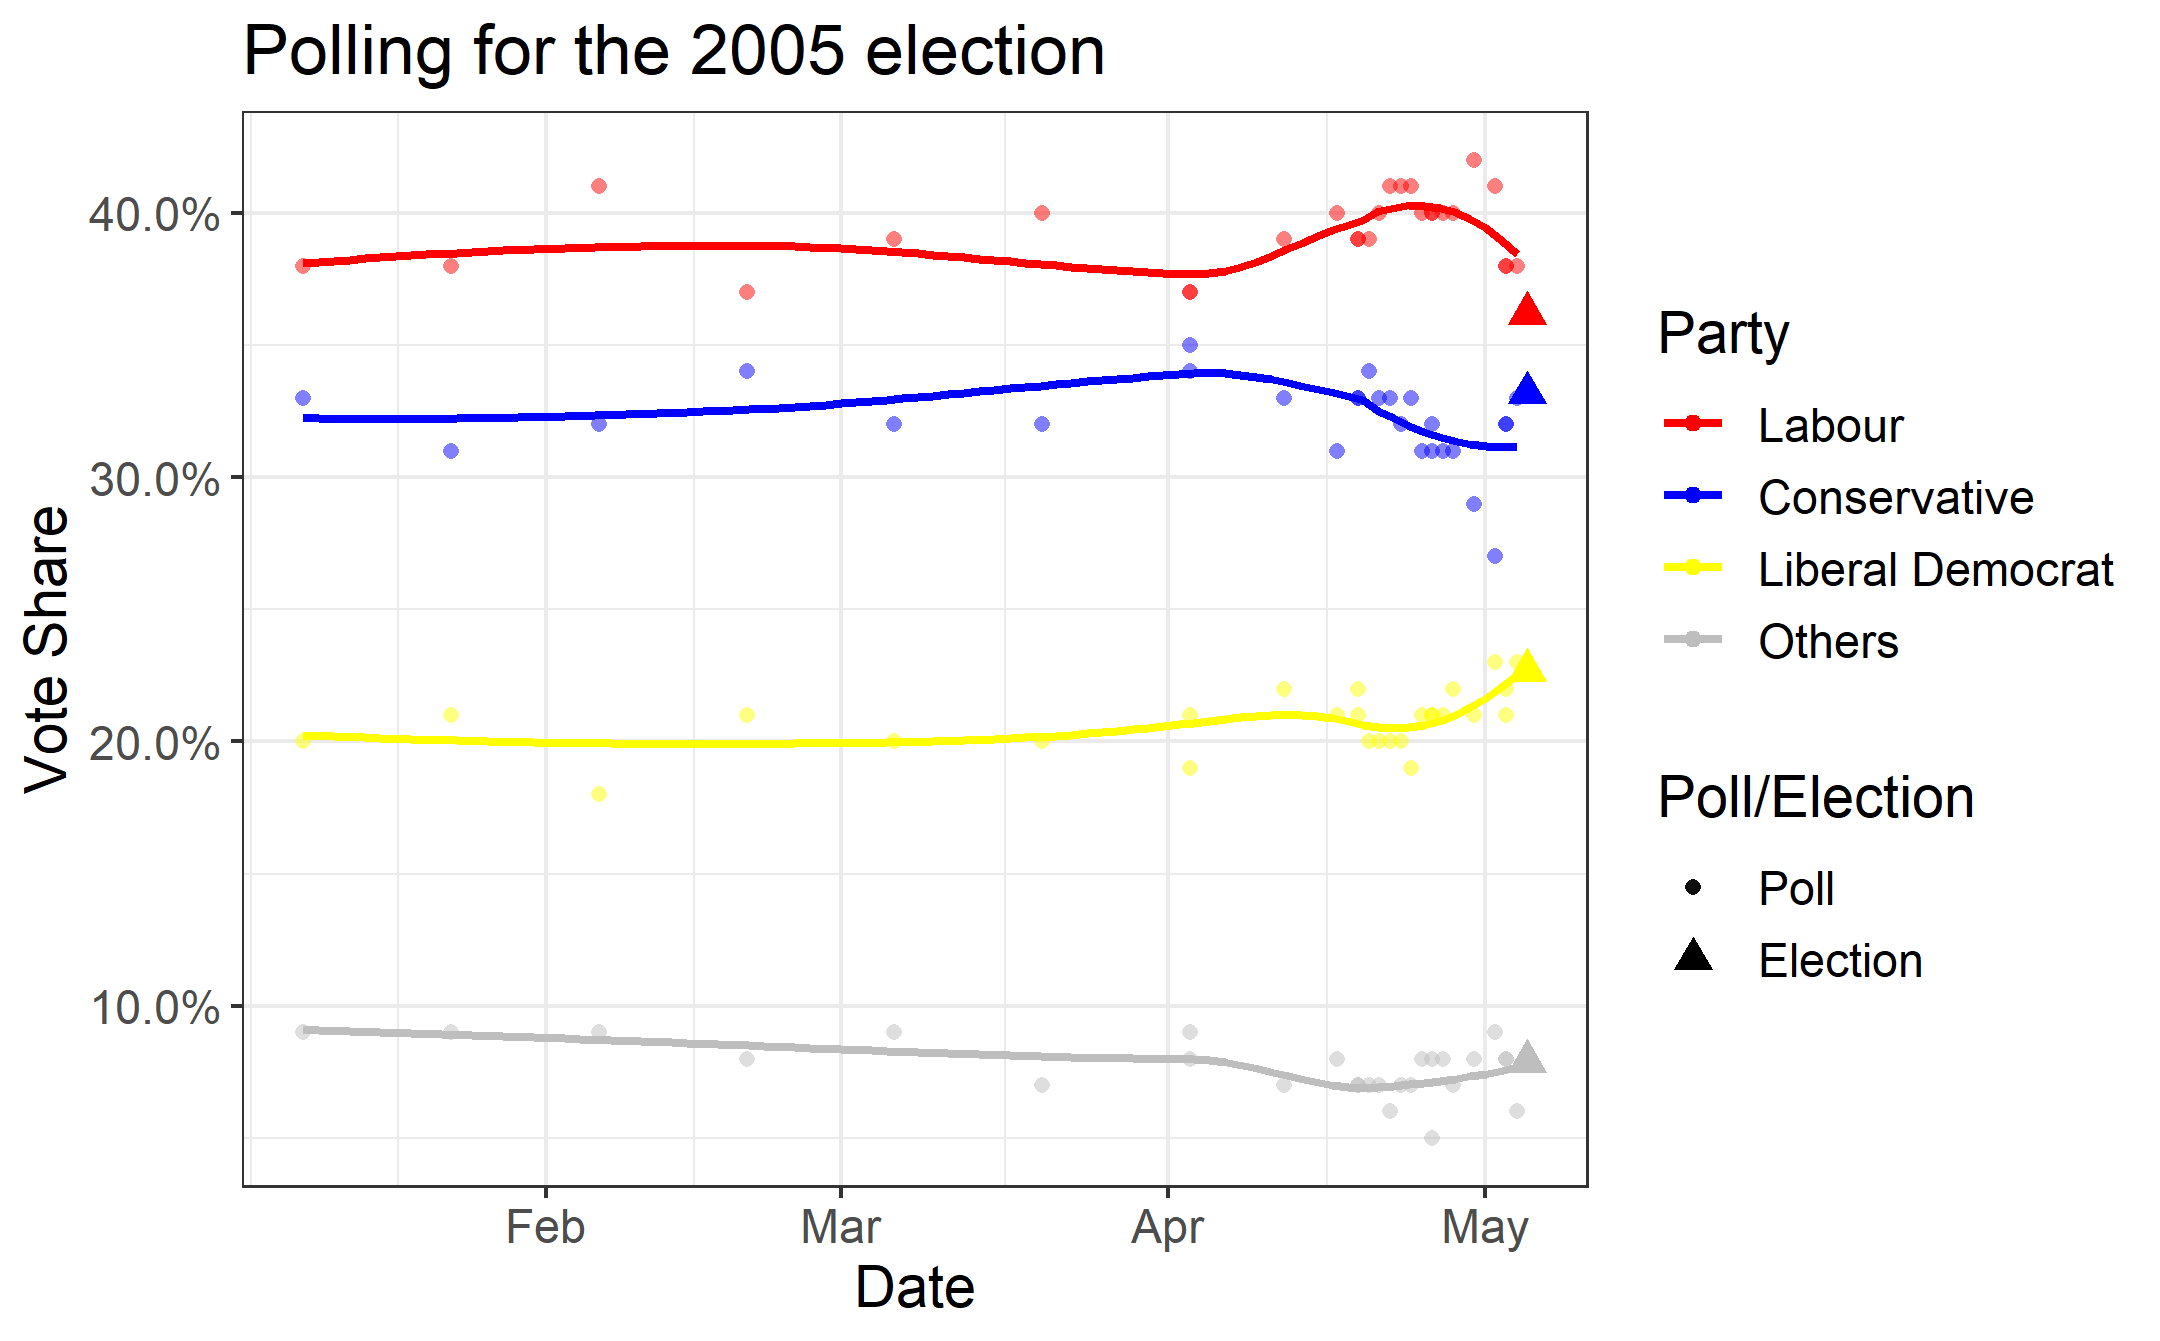 Polling for the 2005 election
Vote Share
40.0%
30.0%
20.0%
10.0%
Feb
Mar
Apr
May
Date
Party
Labour
Conservative
Liberal Democrat
Others
Poll/Election
Poll
Election